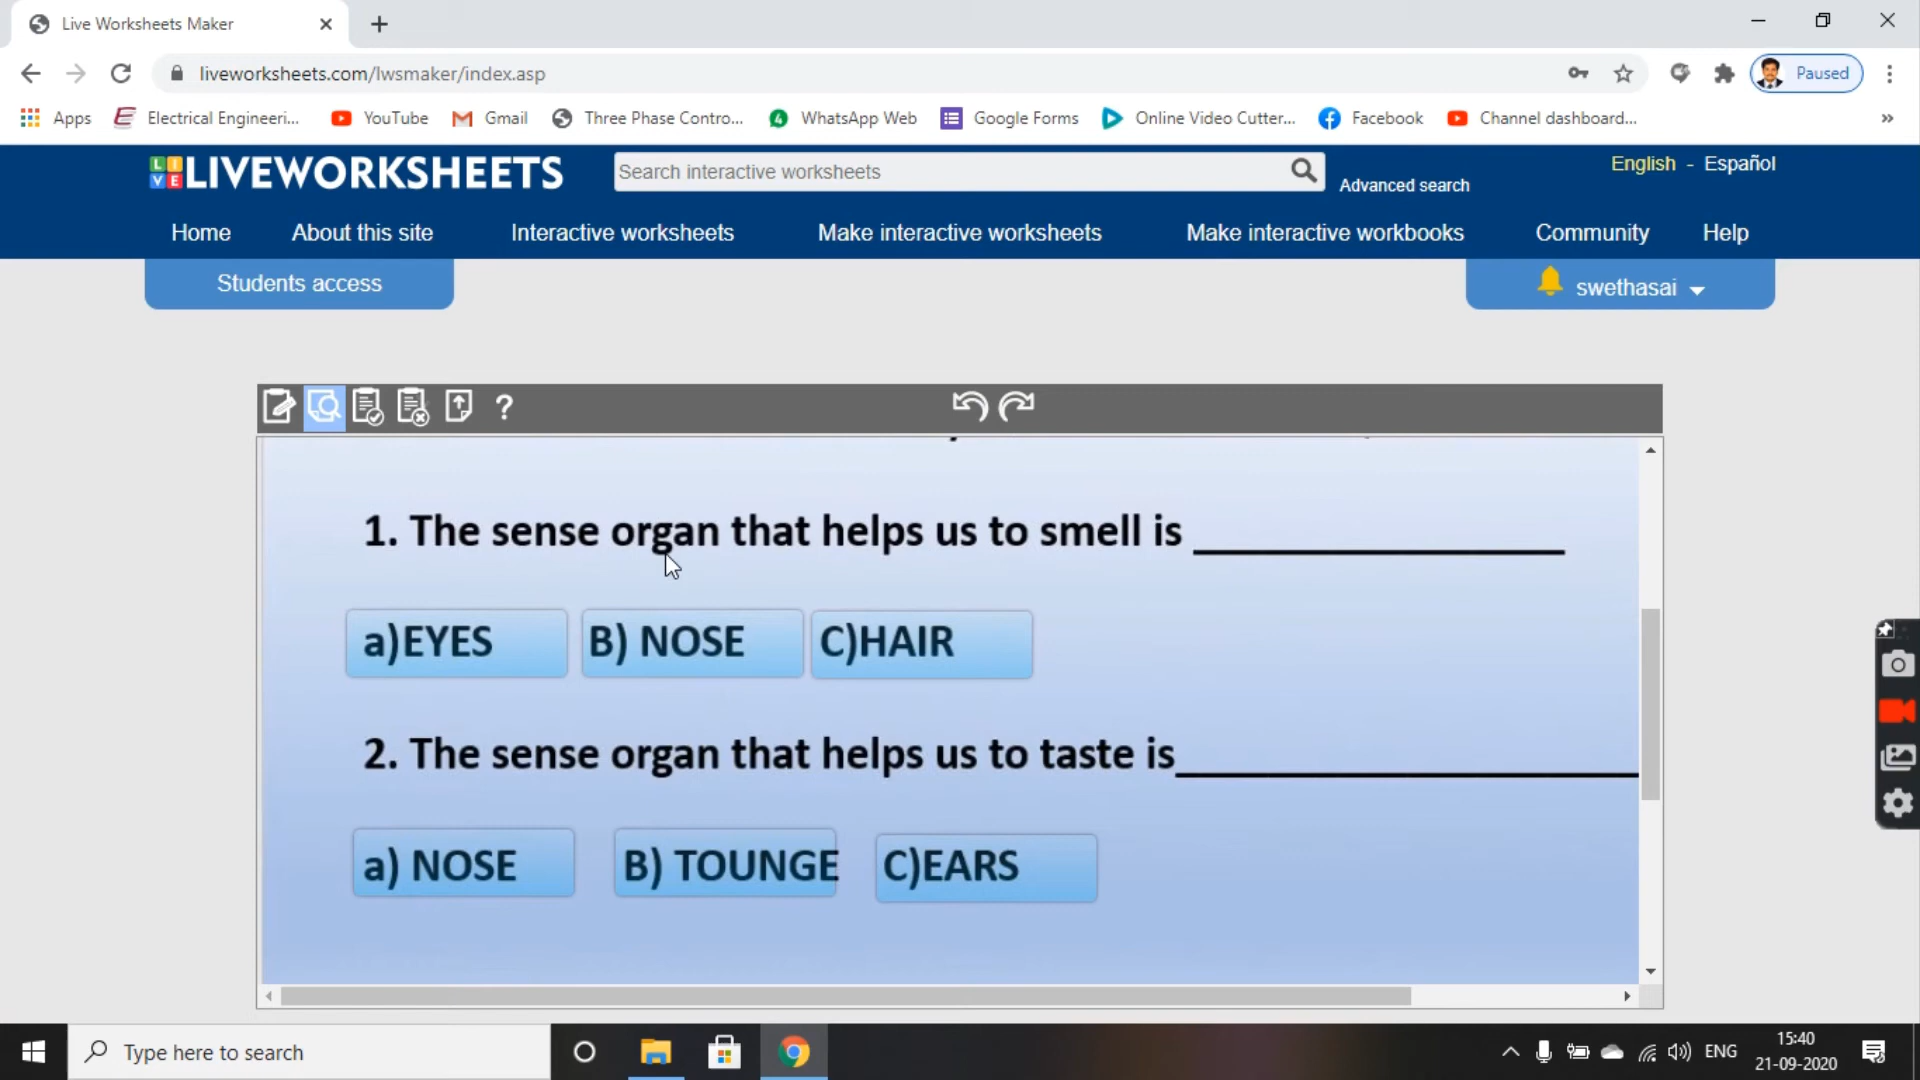 Live Worksheets Maker
liveworksheets.com/lwsmaker/index.asp
Paused
Apps
Electrical Engineeri...
YouTube
Gmail
Three Phase Contro...
WhatsApp Web
Google Forms
Online Video Cutter...
Facebook
Channel dashboard...
»
LIVE
LIVEWORKSHEETS
Search interactive worksheets
Advanced search
English - Español
Home
About this site
Interactive worksheets
Make interactive worksheets
Make interactive workbooks
Community
Help
Students access
swethasai
?
1. The sense organ that helps us to smell is ________________
a)EYES B) NOSE C)HAIR
2. The sense organ that helps us to taste is____________________
a) NOSE B) TOUNGE C)EARS
Type here to search
ENG
15:40
21-09-2020